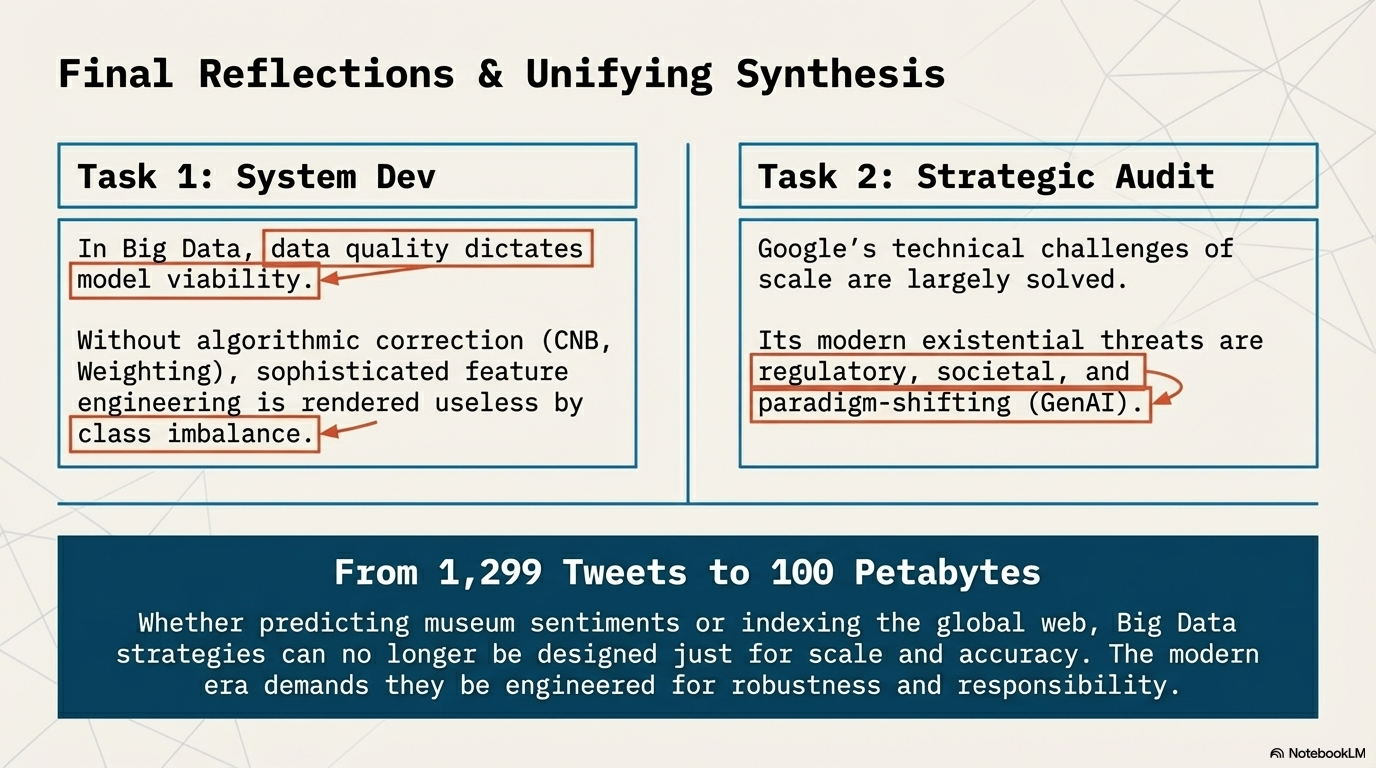 Final Reflections & Unifying Synthesis
Task 1: System Dev
In Big Data, data quality dictates
model viability.
Without algorithmic correction (CNB,
Weighting), sophisticated feature
engineering is rendered useless by
class imbalance.
Task 2: Strategic Audit
Google’s technical challenges of
scale are largely solved.
Its modern existential threats are
regulatory, societal, and
paradigm-shifting (GenAI).
From 1,299 Tweets to 100 Petabytes
Whether predicting museum sentiments or indexing the global web, Big Data
strategies can no longer be designed just for scale and accuracy. The modern
era demands they be engineered for robustness and responsibility.
NotebookLM